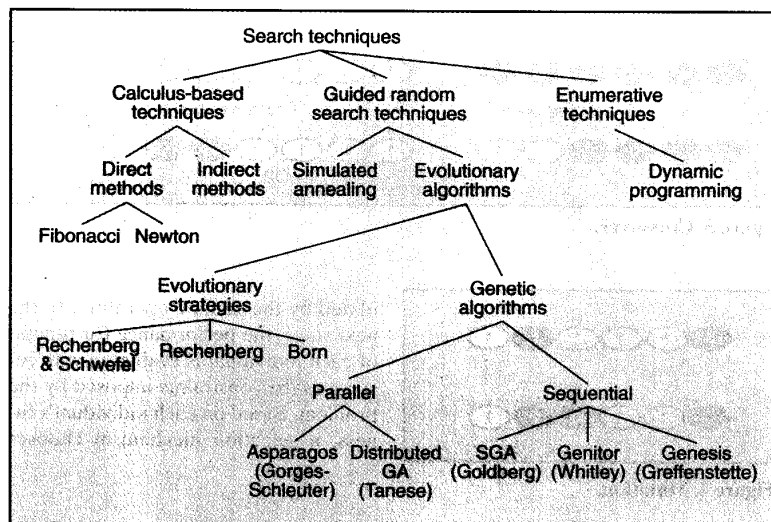 Search techniques
Calculus-based
techniques
Guided random
search techniques
Enumerative
techniques
Direct
methods
Indirect
methods
Simulated
annealing
Evolutionary
algorithms
Dynamic
programming
Fibonacci
Newton
Evolutionary
strategies
Genetic
algorithms
Rechenberg
& Schwefel
Rechenberg
Born
Parallel
Sequential
Asparagos
(Gorges-
Schleuter)
Distributed
GA
(Tanese)
SGA
(Goldberg)
Genitor
(Whitley)
Genesis
(Greffenstette)